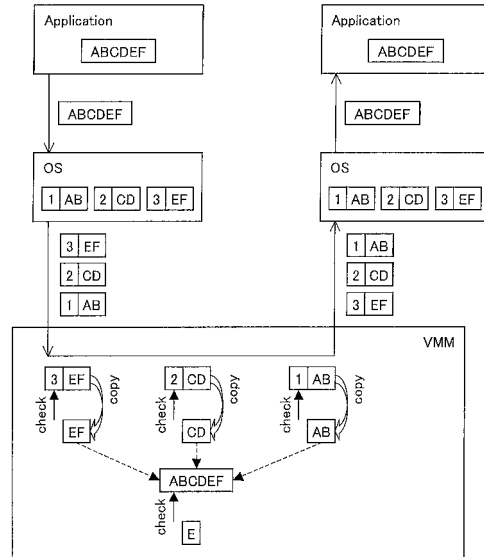 Application
ABCDEF
ABCDEF
OS
1 AB 2 CD 3 EF
3 EF
2 CD
1 AB
Application
ABCDEF
ABCDEF
OS
1 AB 2 CD 3 EF
1 AB
2 CD
3 EF
VMM
3 EF
copy
check
EF
2 CD
copy
check
CD
1 AB
copy
check
AB
ABCDEF
check
E